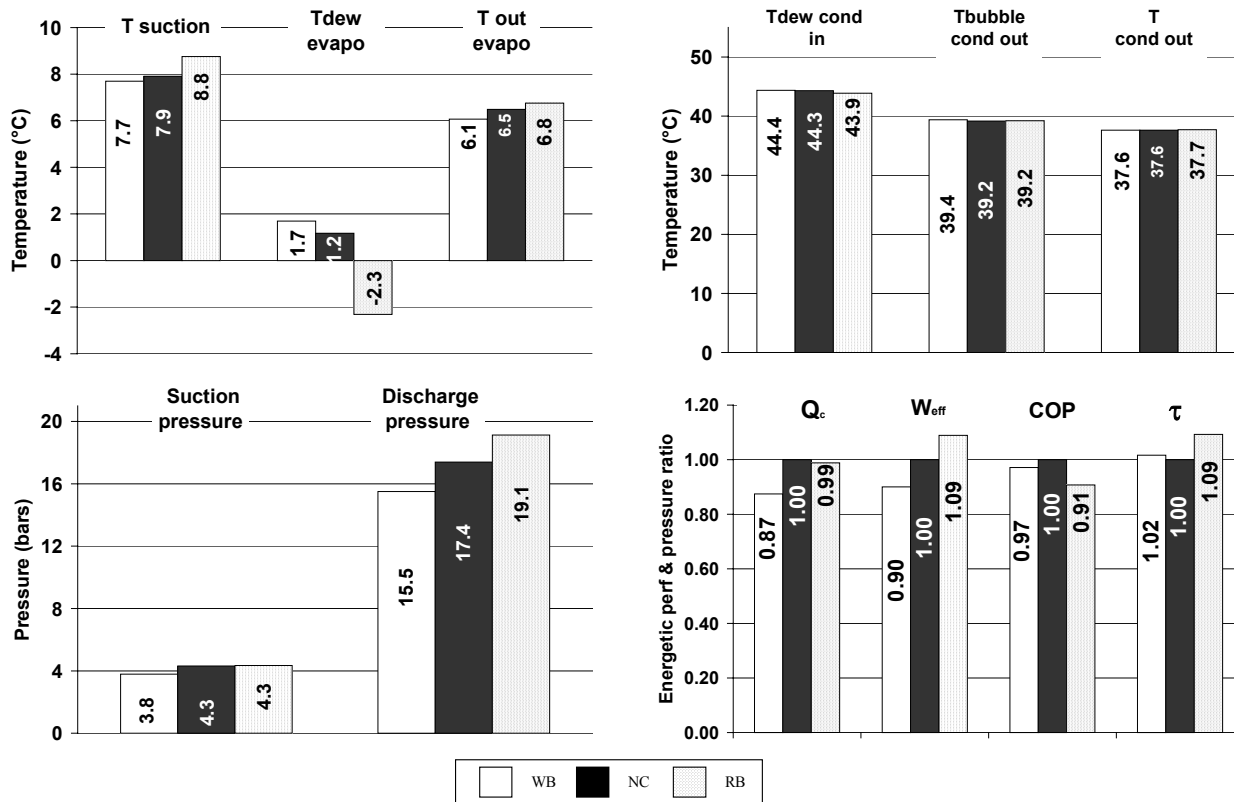 T suction
Tdew
evapo
T out
evapo
Temperature (°C)
10
8
6
4
2
0
-2
-4
7.7
7.9
8.8
1.7
1.2
-2.3
6.1
6.5
6.8
Tdew cond
in
Tbubble
cond out
T
cond out
Temperature (°C)
50
40
30
20
10
0
44.4
44.3
43.9
39.4
39.2
39.2
37.6
37.6
37.7
Suction
pressure
Discharge
pressure
Pressure (bars)
20
16
12
8
4
0
3.8
4.3
4.3
15.5
17.4
19.1
Qc
Weff
COP
τ
Energetic perf & pressure ratio
1.20
1.00
0.80
0.60
0.40
0.20
0.00
0.87
1.00
0.99
0.90
1.00
1.09
0.97
1.00
0.91
1.02
1.00
1.09
WB NC RB